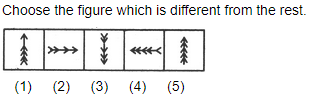 Choose the figure which is different from the rest.
(1) (2) (3) (4) (5)